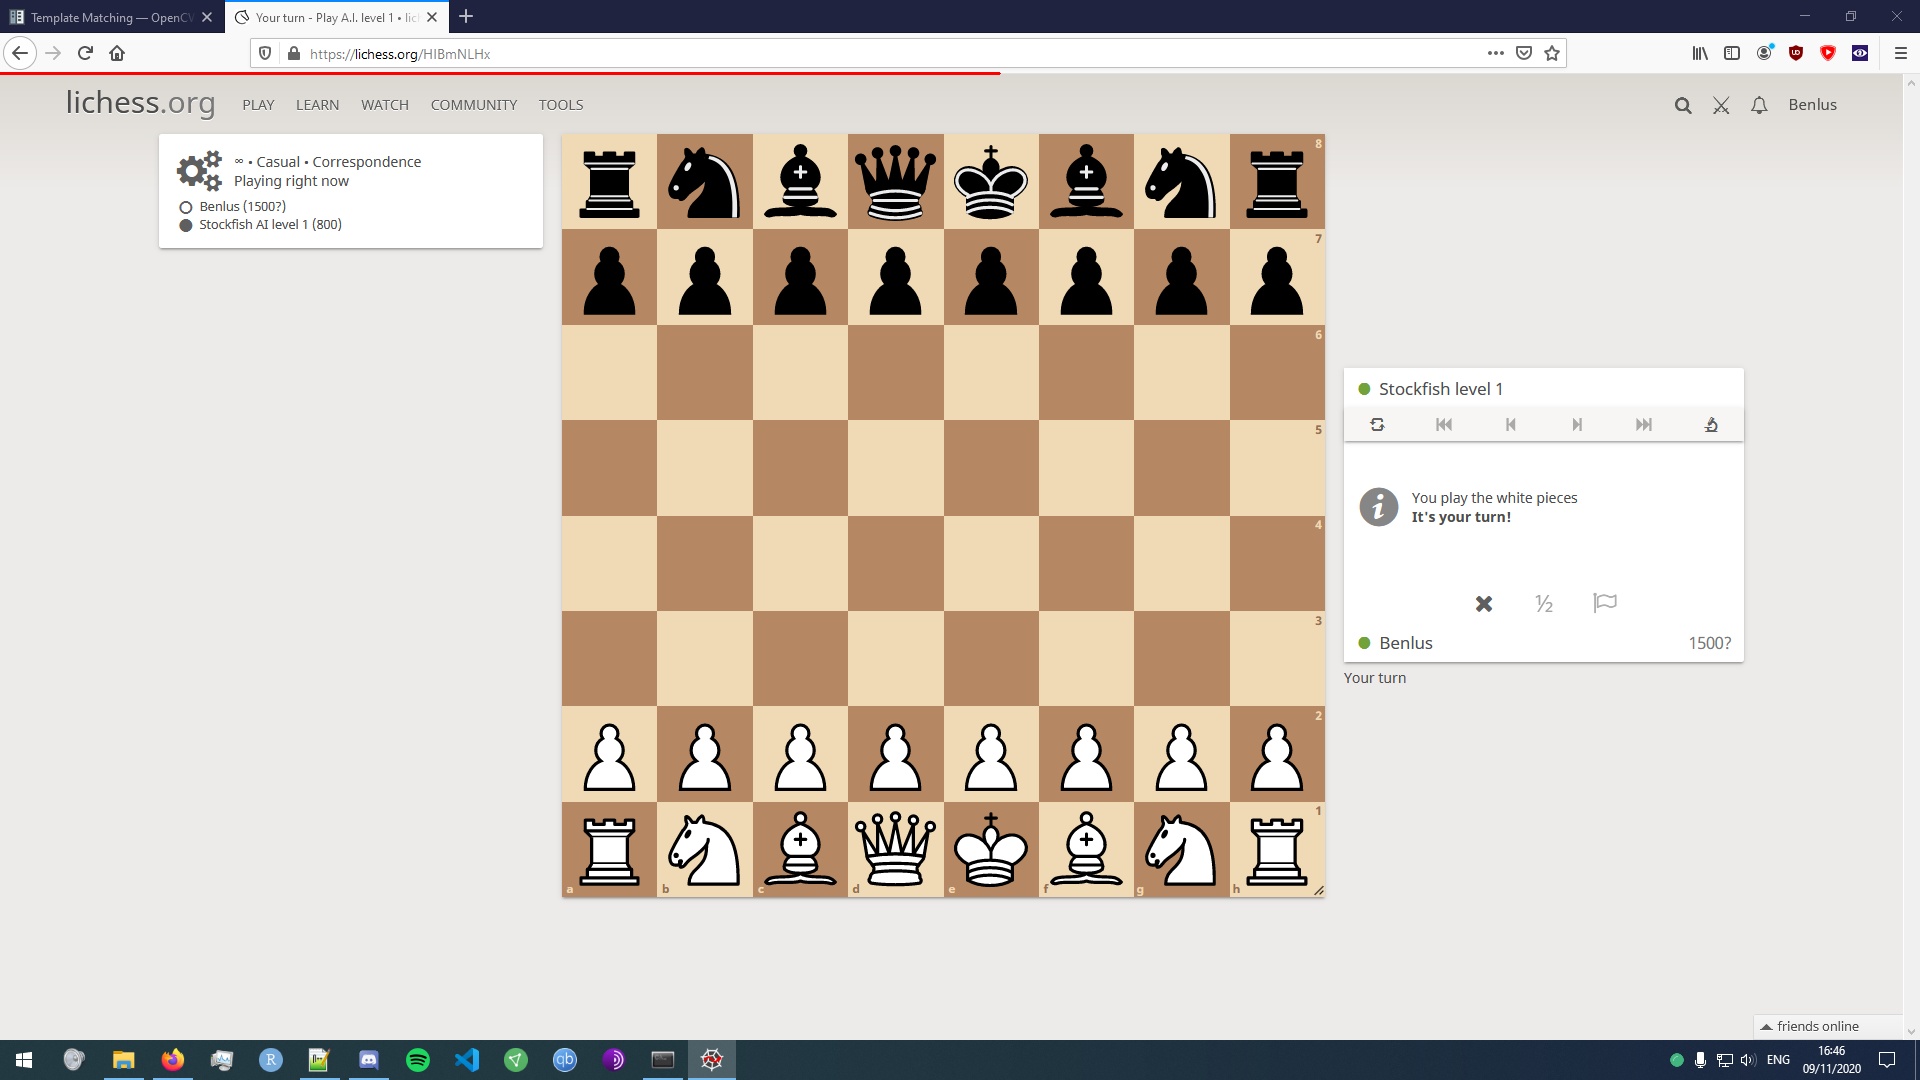 Template Matching — OpenC
Your turn - Play A.I. level 1 • lic
https://lichess.org/HIBmNLHx
lichess.org
PLAY
LEARN
WATCH
COMMUNITY
TOOLS
Benlus
∞ • Casual • Correspondence
Playing right now
Benlus (1500?)
Stockfish AI level 1 (800)
8
7
6
5
4
3
2
1
a b c d e f g h
Stockfish level 1
You play the white pieces
It's your turn!
½
Benlus 1500?
Your turn
friends online
R
qb
ENG
16:46
09/11/2020